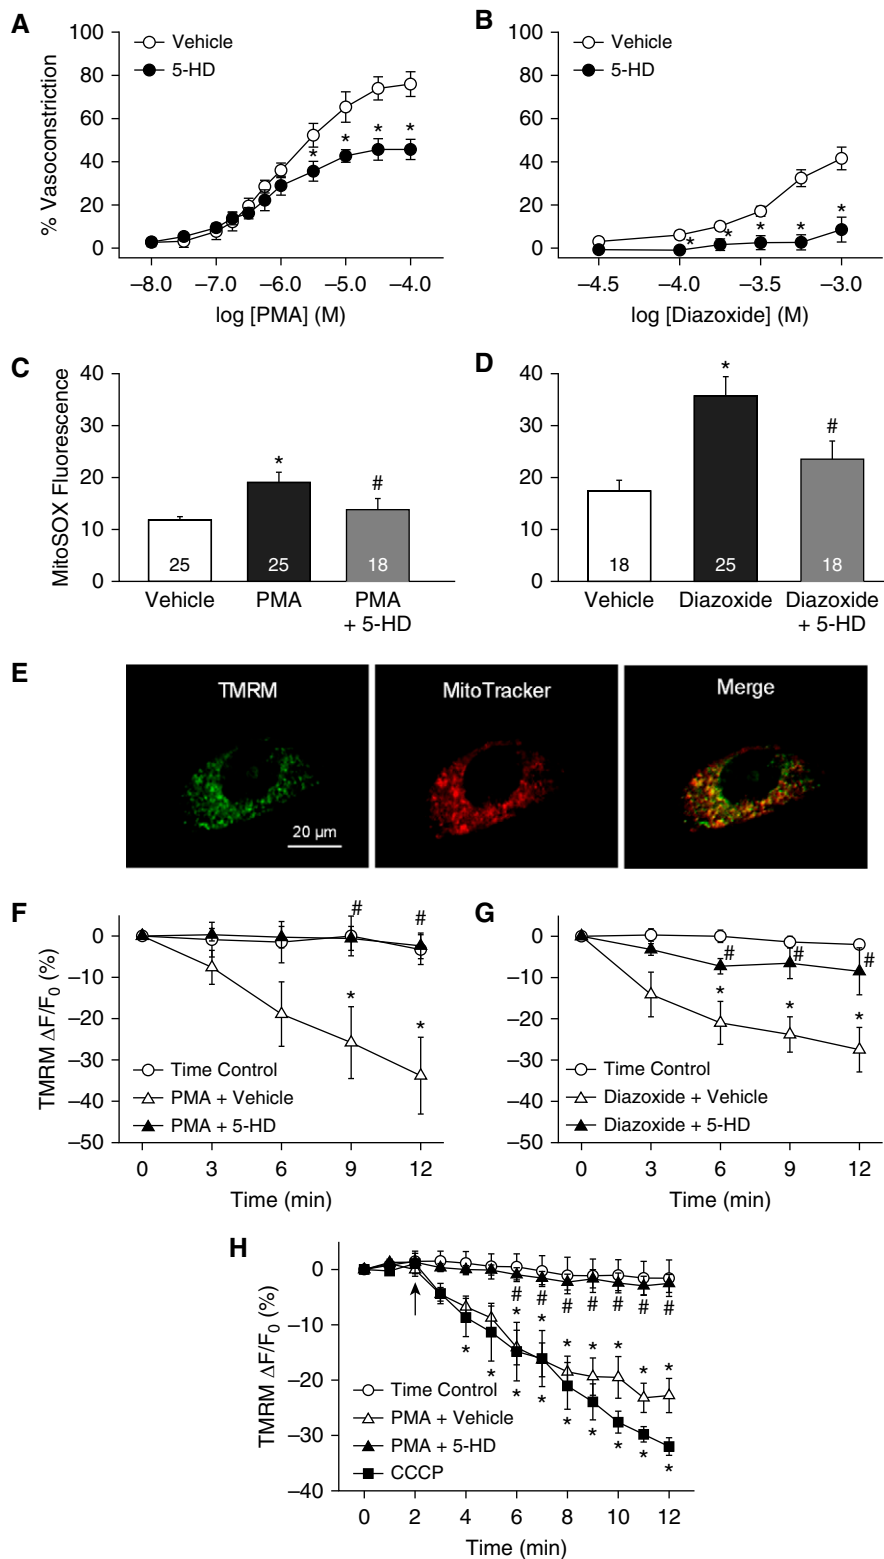 A
100
80
60
40
20
0
% Vasoconstriction
Vehicle
5-HD
* * * *
–8.0 –7.0 –6.0 –5.0 –4.0
log [PMA] (M)
B
100
80
60
40
20
0
Vehicle
5-HD
* * * * *
–4.5 –4.0 –3.5 –3.0
log [Diazoxide] (M)
C
40
30
20
10
0
MitoSOX Fluorescence
* #
25 25 18
Vehicle PMA PMA
+ 5-HD
D
40
30
20
10
0
* #
18 25 18
Vehicle Diazoxide Diazoxide
+ 5-HD
E
TMRM
20 µm
MitoTracker
Merge
F
0
–10
–20
–30
–40
–50
TMRM ΔF/F0 (%)
# #
* *
Time Control
PMA + Vehicle
PMA + 5-HD
0 3 6 9 12
Time (min)
G
0
–10
–20
–30
–40
–50
# # #
* * *
Time Control
Diazoxide + Vehicle
Diazoxide + 5-HD
0 3 6 9 12
Time (min)
H
0
–10
–20
–30
–40
TMRM ΔF/F0 (%)
# # # # # # #
* * * * * * *
* * * * * * * * *
Time Control
PMA + Vehicle
PMA + 5-HD
CCCP
0 2 4 6 8 10 12
Time (min)